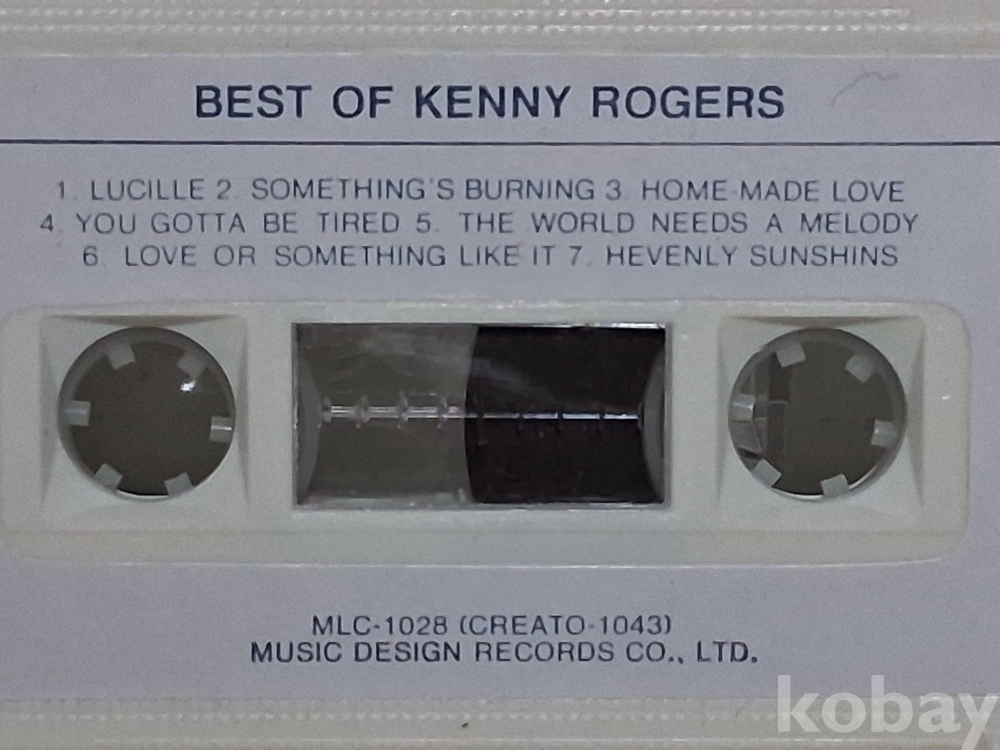 BEST OF KENNY ROGERS
1. LUCILLE 2. SOMETHING'S BURNING 3. HOME-MADE LOVE
4. YOU GOTTA BE TIRED 5. THE WORLD NEEDS A MELODY
6. LOVE OR SOMETHING LIKE IT 7. HEVENLY SUNSHINS
MLC-1028 (CREATO-1043)
MUSIC DESIGN RECORDS CO., LTD.
kobay